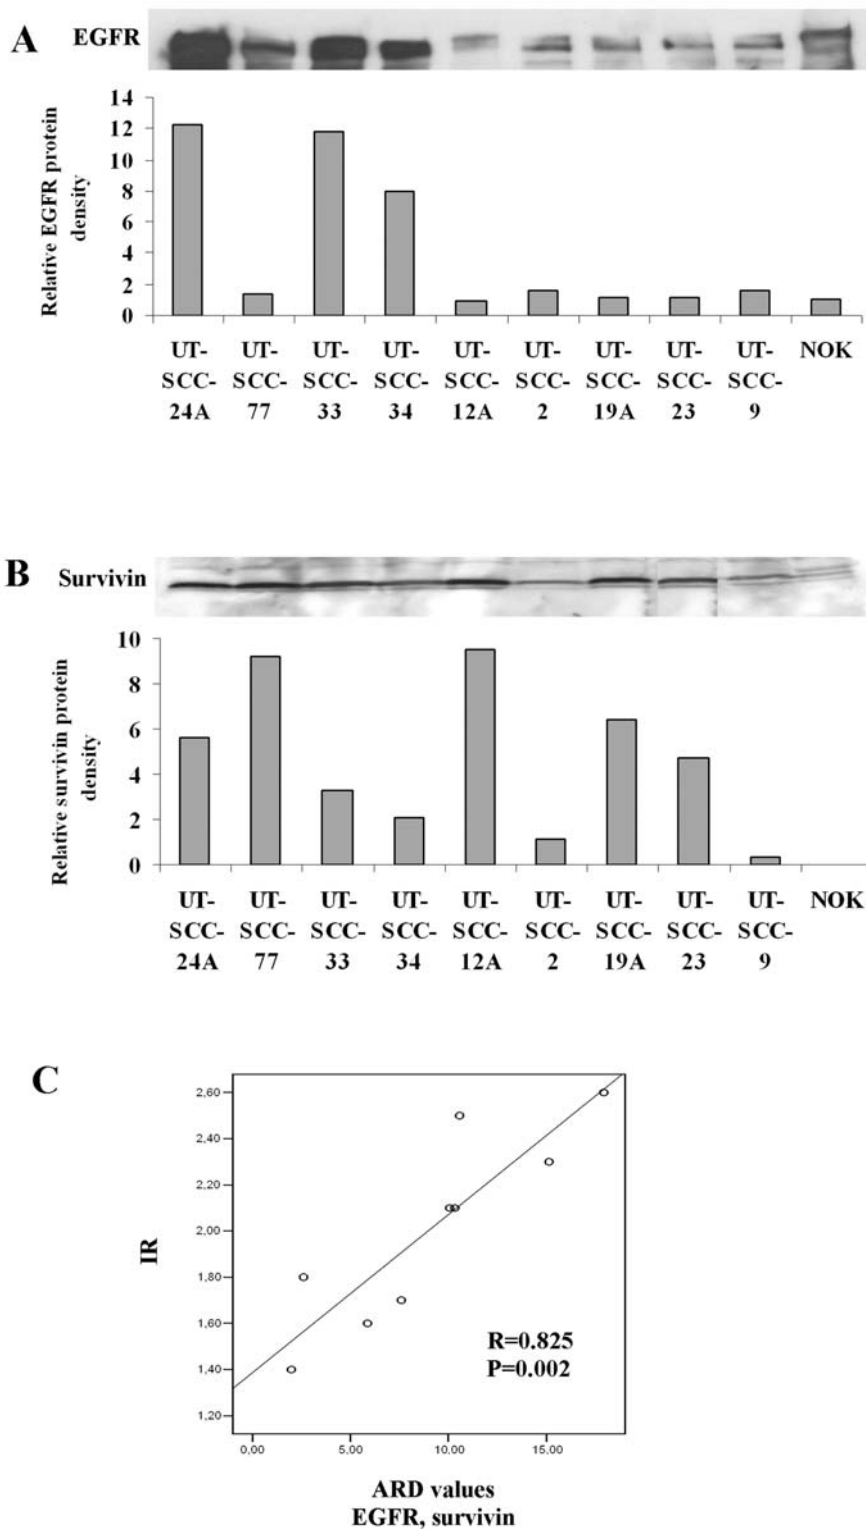 A
EGFR
Relative EGFR protein
density
14
12
10
8
6
4
2
0
UT- UT- UT- UT- UT- UT- UT- UT- UT- NOK
SCC- SCC- SCC- SCC- SCC- SCC- SCC- SCC- SCC-
24A 77 33 34 12A 2 19A 23 9
B
Survivin
Relative survivin protein
density
10
8
6
4
2
0
UT- UT- UT- UT- UT- UT- UT- UT- UT- NOK
SCC- SCC- SCC- SCC- SCC- SCC- SCC- SCC- SCC-
24A 77 33 34 12A 2 19A 23 9
C
IR
2,60
2,40
2,20
2,00
1,80
1,60
1,40
1,20
R=0.825
P=0.002
0,00 5,00 10,00 15,00
ARD values
EGFR, survivin